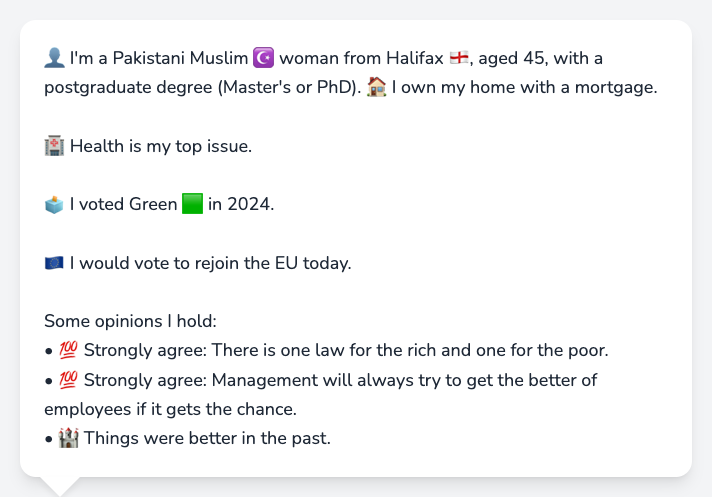 👤 I'm a Pakistani Muslim ☪️ woman from Halifax 🏴󠁧󠁢󠁥󠁮󠁧󠁿, aged 45, with a
postgraduate degree (Master's or PhD). 🏠 I own my home with a mortgage.
🏥 Health is my top issue.
🗳️ I voted Green 🟩 in 2024.
🇪🇺 I would vote to rejoin the EU today.
Some opinions I hold:
• 💯 Strongly agree: There is one law for the rich and one for the poor.
• 💯 Strongly agree: Management will always try to get the better of
employees if it gets the chance.
• 🏰 Things were better in the past.